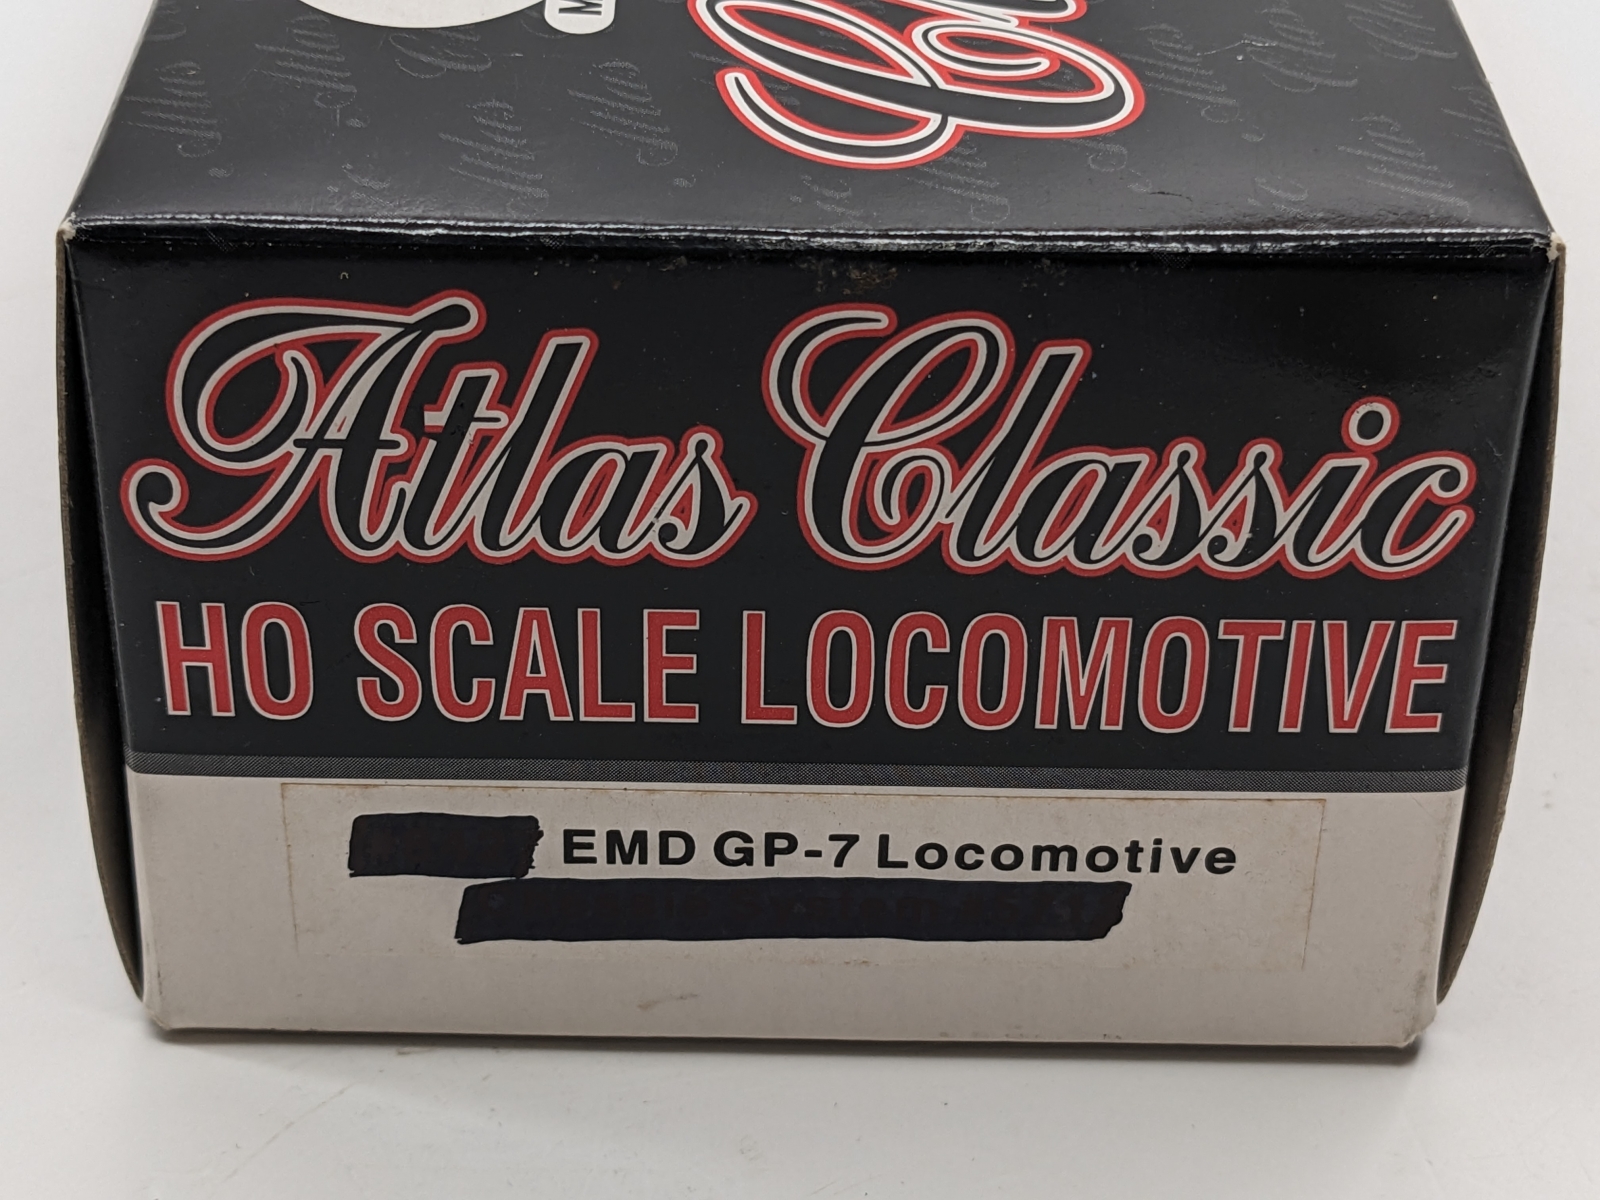 Atlas Classic
HO SCALE LOCOMOTIVE
EMD GP-7 Locomotive